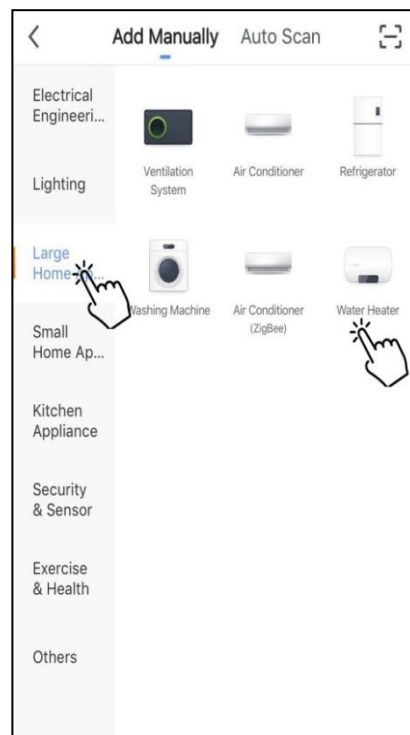 Add Manually Auto Scan
Electrical
Engineeri...
Lighting
Large
Home Ap...
Small
Home Ap...
Kitchen
Appliance
Security
& Sensor
Exercise
& Health
Others
Ventilation
System
Air Conditioner
Refrigerator
Washing Machine
Air Conditioner
(ZigBee)
Water Heater